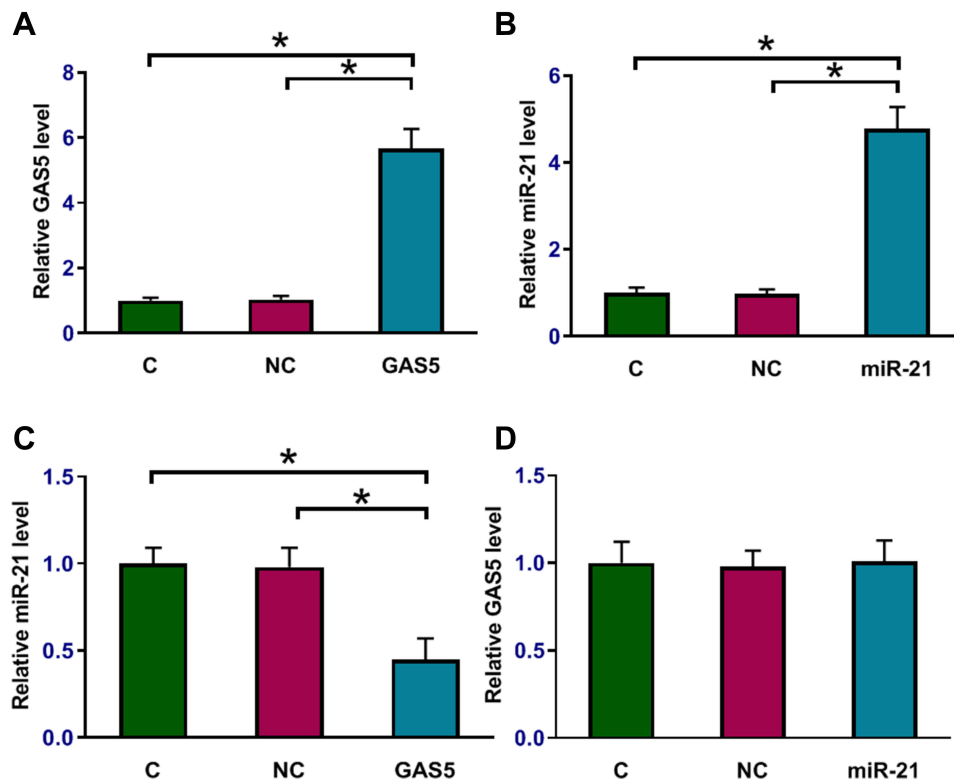 A
*
*
8
6
4
2
0
Relative GAS5 level
C NC GAS5
B
*
*
6
4
2
0
Relative miR-21 level
C NC miR-21
C
*
*
1.5
1.0
0.5
0.0
Relative miR-21 level
C NC GAS5
D
1.5
1.0
0.5
0.0
Relative GAS5 level
C NC miR-21